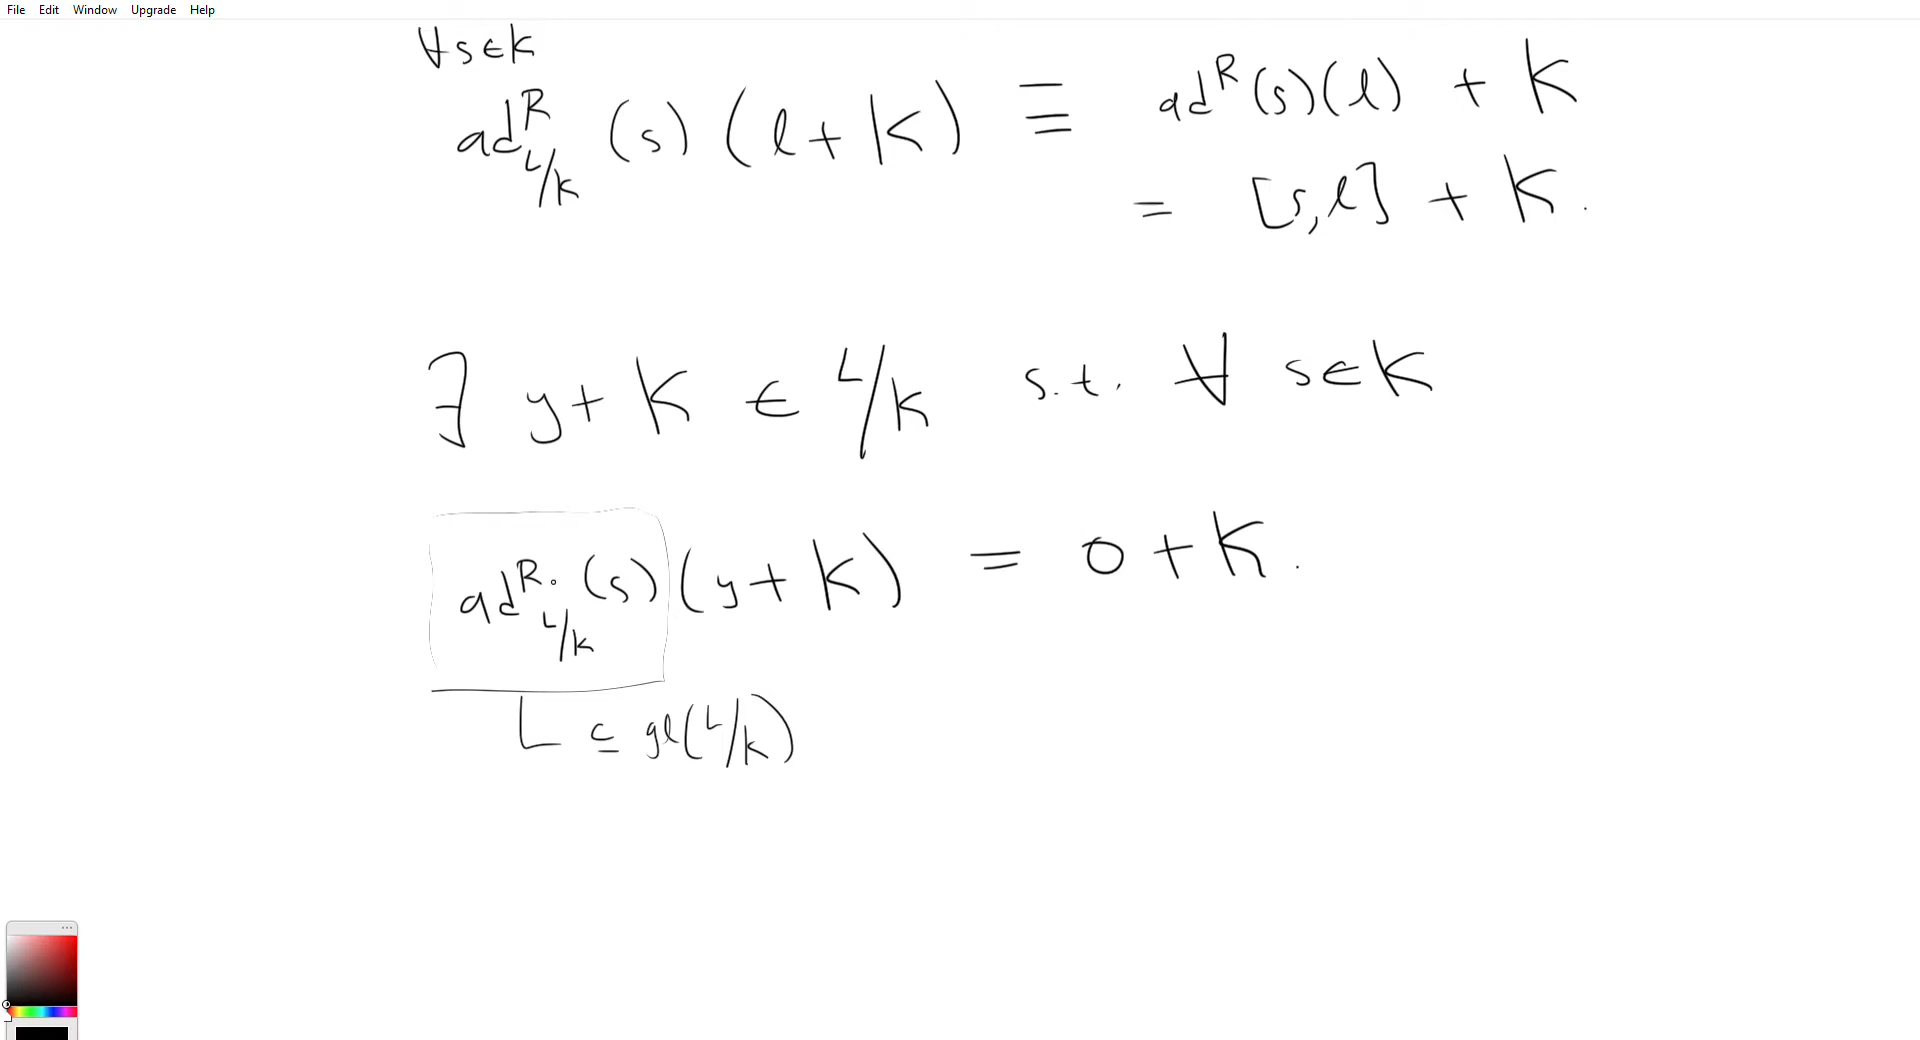 File Edit Window Upgrade Help
∀ s ∈ K
ad^R_{L/K} (s) (l + K) ≡ ad^R (s)(l) + K
= [s, l] + K.
∃ y + K ∈ L/K s.t. ∀ s ∈ K
ad^R_{L/K} (s) (y + K) = 0 + K.
L ⊆ gl(L/K)